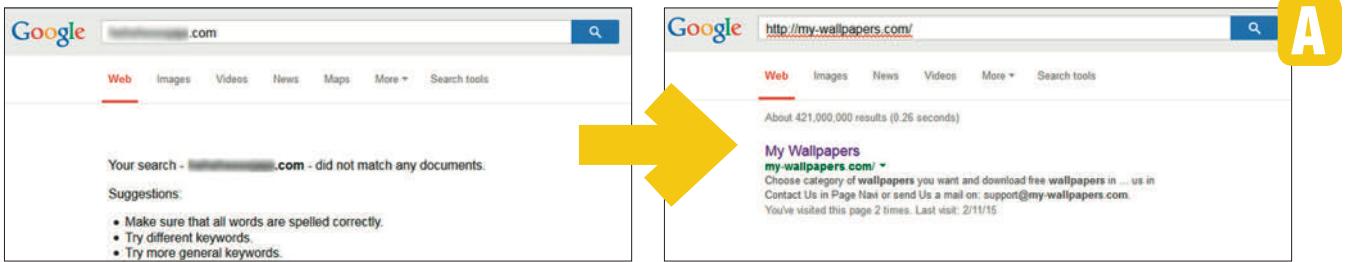 Google
.com
Web Images Videos News Maps More Search tools
Your search - .com - did not match any documents.
Suggestions:
• Make sure that all words are spelled correctly.
• Try different keywords.
• Try more general keywords.
Google
http://my-wallpapers.com/
A
Web Images News Videos More Search tools
About 421,000,000 results (0.26 seconds)
My Wallpapers
my-wallpapers.com/
Choose category of wallpapers you want and download free wallpapers in ... us in
Contact Us in Page Navi or send Us a mail on: support@my-wallpapers.com.
You've visited this page 2 times. Last visit: 2/11/15